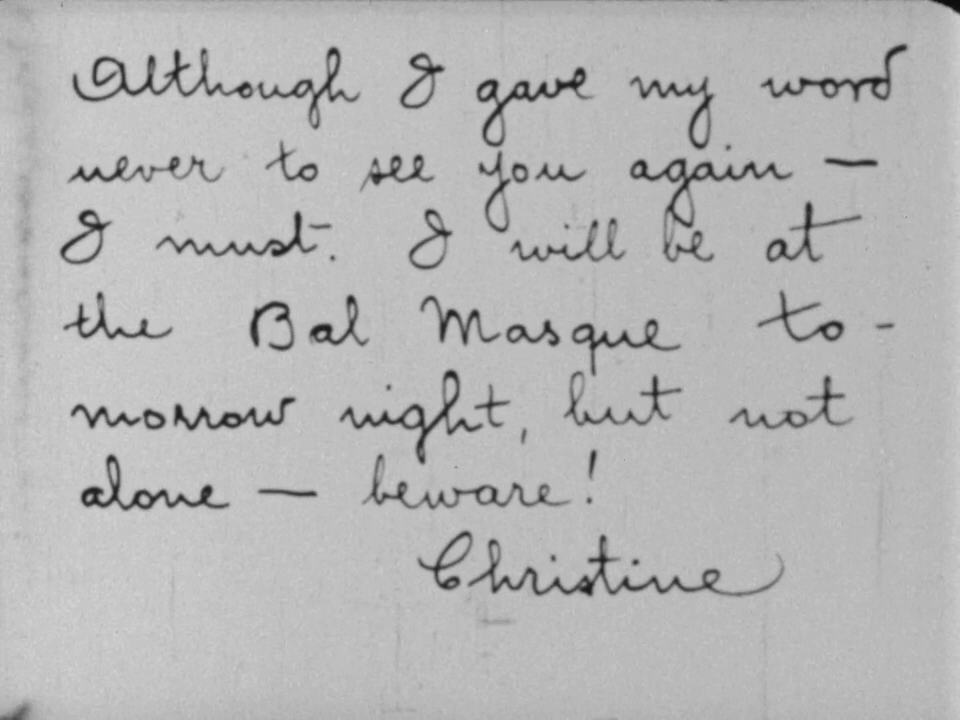 Although I gave my word
never to see you again —
I must. I will be at
the Bal Masque to-
morrow night, but not
alone — beware!
Christine